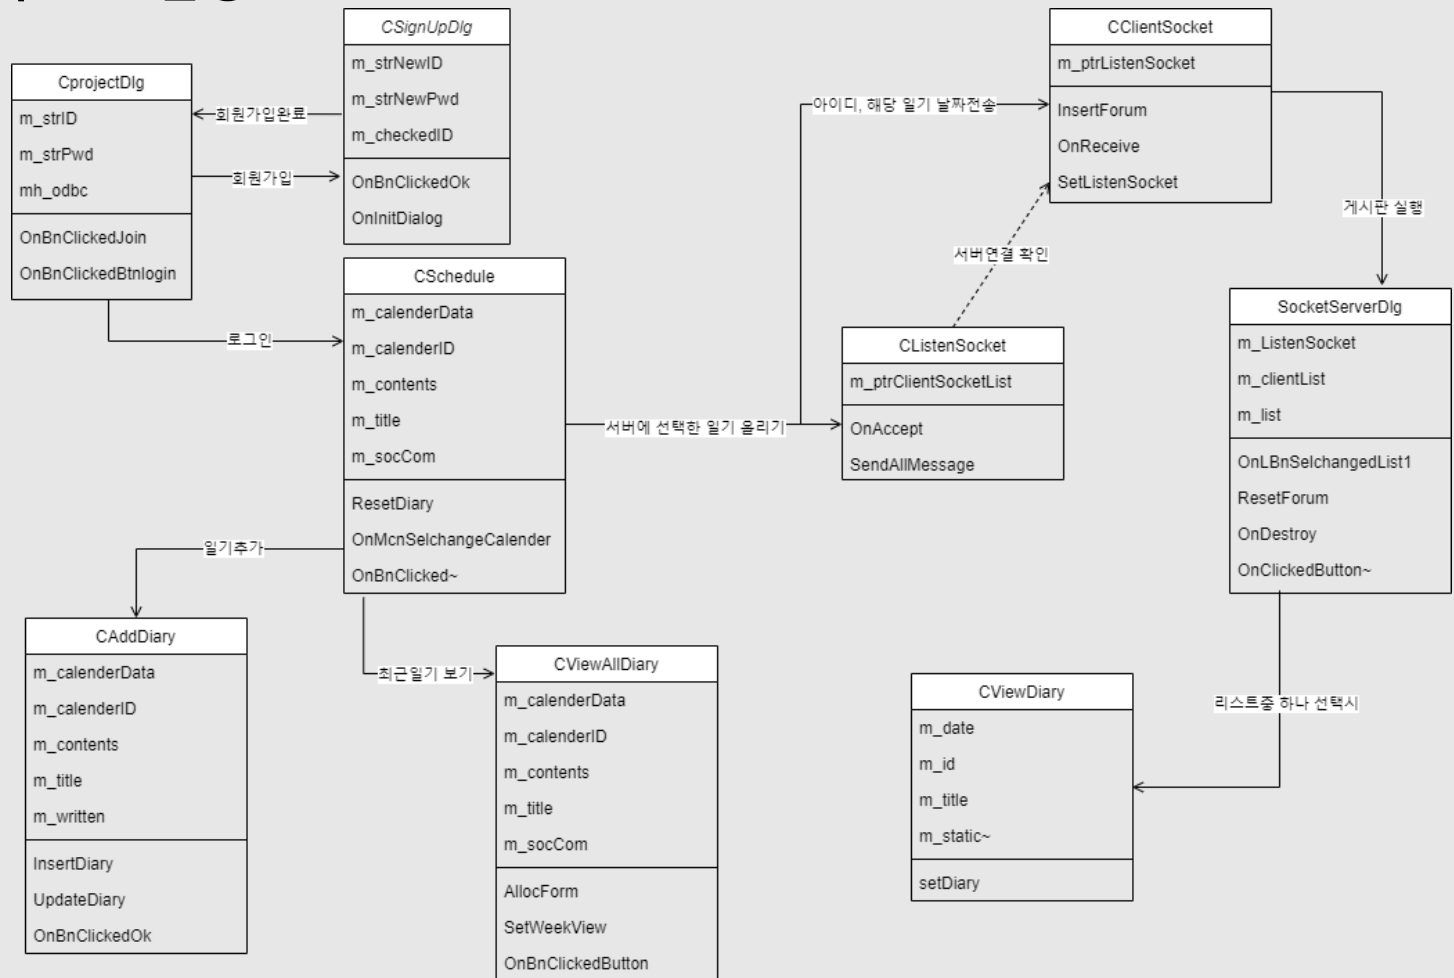 CprojectDlg
m_strID
m_strPwd
mh_odbc
OnBnClickedJoin
OnBnClickedBtnlogin
회원가입완료
회원가입
CSignUpDlg
m_strNewID
m_strNewPwd
m_checkedID
OnBnClickedOk
OnInitDialog
로그인
CSchedule
m_calenderData
m_calenderID
m_contents
m_title
m_socCom
ResetDiary
OnMcnSelchangeCalender
OnBnClicked~
일기추가
CAddDiary
m_calenderData
m_calenderID
m_contents
m_title
m_written
InsertDiary
UpdateDiary
OnBnClickedOk
최근일기 보기
CViewAllDiary
m_calenderData
m_calenderID
m_contents
m_title
m_socCom
AllocForm
SetWeekView
OnBnClickedButton
서버에 선택한 일기 올리기
아이디, 해당 일기 날짜전송
CListenSocket
m_ptrClientSocketList
OnAccept
SendAllMessage
서버연결 확인
CClientSocket
m_ptrListenSocket
InsertForum
OnReceive
SetListenSocket
게시판 실행
SocketServerDlg
m_ListenSocket
m_clientList
m_list
OnLBnSelchangedList1
ResetForum
OnDestroy
OnClickedButton~
리스트중 하나 선택시
CViewDiary
m_date
m_id
m_title
m_static~
setDiary